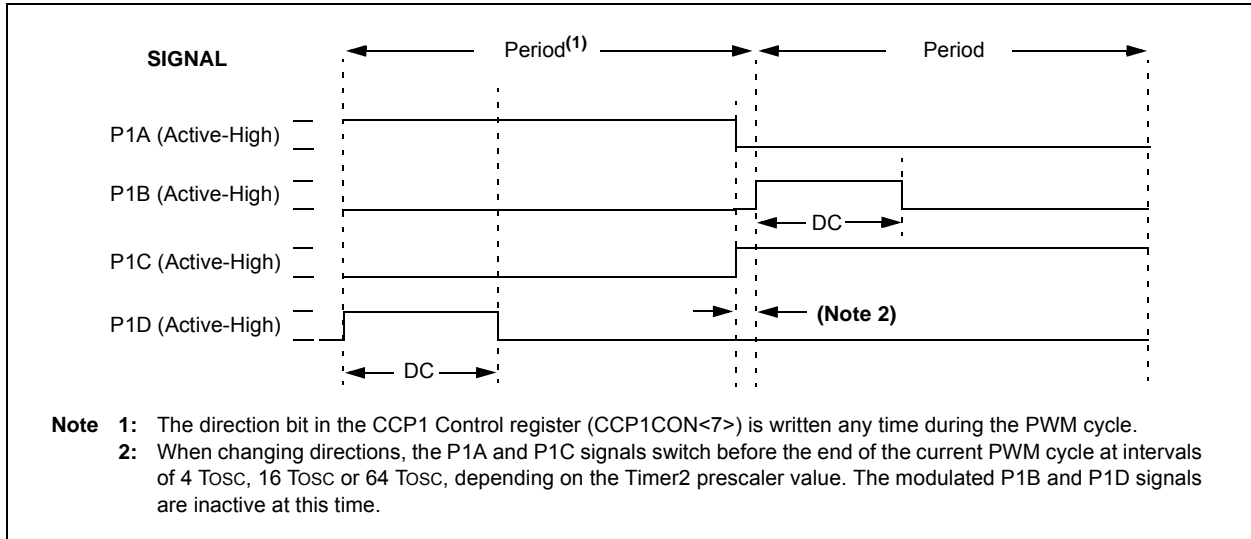 SIGNAL
Period(1)
Period
P1A (Active-High)
P1B (Active-High)
DC
P1C (Active-High)
P1D (Active-High)
(Note 2)
DC
Note 1: The direction bit in the CCP1 Control register (CCP1CON<7>) is written any time during the PWM cycle.
2: When changing directions, the P1A and P1C signals switch before the end of the current PWM cycle at intervals
of 4 TOSC, 16 TOSC or 64 TOSC, depending on the Timer2 prescaler value. The modulated P1B and P1D signals
are inactive at this time.